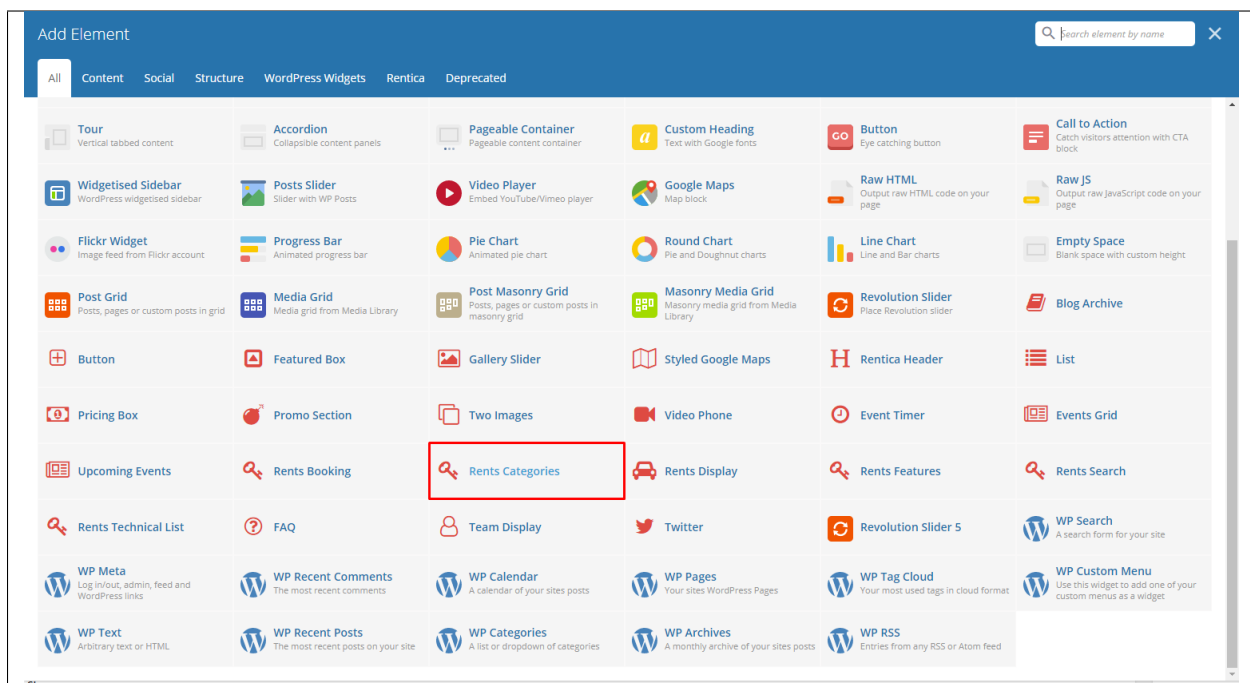 Add Element
Search element by name
All Content Social Structure WordPress Widgets Rentica Deprecated
Tour
Vertical tabbed content
Accordion
Collapsible content panels
Pageable Container
Pageable content container
a
Custom Heading
Text with Google fonts
GO
Button
Eye catching button
Call to Action
Catch visitors attention with CTA
block
Widgetised Sidebar
WordPress widgetised sidebar
Posts Slider
Slider with WP Posts
Video Player
Embed YouTube/Vimeo player
Google Maps
Map block
Raw HTML
Output raw HTML code on your
page
Raw JS
Output raw JavaScript code on your
page
Flickr Widget
Image feed from Flickr account
Progress Bar
Animated progress bar
Pie Chart
Animated pie chart
Round Chart
Pie and Doughnut charts
Line Chart
Line and Bar charts
Empty Space
Blank space with custom height
Post Grid
Posts, pages or custom posts in grid
Media Grid
Media grid from Media Library
Post Masonry Grid
Posts, pages or custom posts in
masonry grid
Masonry Media Grid
Masonry media grid from Media
Library
Revolution Slider
Place Revolution slider
Blog Archive
Button
Featured Box
Gallery Slider
Styled Google Maps
H
Rentica Header
List
Pricing Box
Promo Section
Two Images
Video Phone
Event Timer
Events Grid
Upcoming Events
Rents Booking
Rents Categories
Rents Display
Rents Features
Rents Search
Rents Technical List
FAQ
Team Display
Twitter
Revolution Slider 5
WP Search
A search form for your site
WP Meta
Log in/out, admin, feed and
WordPress links
WP Recent Comments
The most recent comments
WP Calendar
A calendar of your sites posts
WP Pages
Your sites WordPress Pages
WP Tag Cloud
Your most used tags in cloud format
WP Custom Menu
Use this widget to add one of your
custom menus as a widget
WP Text
Arbitrary text or HTML
WP Recent Posts
The most recent posts on your site
WP Categories
A list or dropdown of categories
WP Archives
A monthly archive of your sites posts
WP RSS
Entries from any RSS or Atom feed